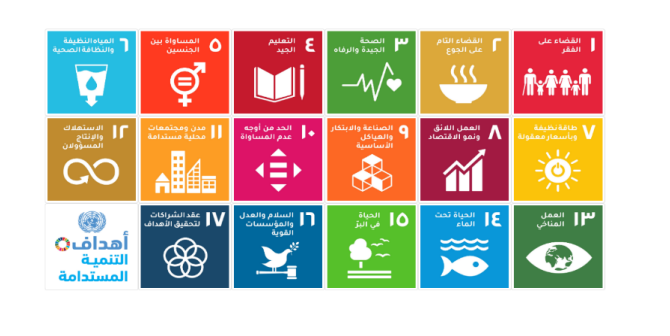 ١
القضاء على
الفقر
٢
القضاء التام
على الجوع
٣
الصحة
الجيدة والرفاه
٤
التعليم
الجيد
٥
المساواة بين
الجنسين
٦
المياه النظيفة
والنظافة الصحية
٧
طاقة نظيفة
وبأسعار معقولة
٨
العمل اللائق
ونمو الاقتصاد
٩
الصناعة والابتكار
والهياكل
الأساسية
١٠
الحد من أوجه
عدم المساواة
١١
مدن ومجتمعات
محلية مستدامة
١٢
الاستهلاك
والإنتاج
المسؤولان
١٣
العمل
المناخي
١٤
الحياة تحت
الماء
١٥
الحياة
في البرّ
١٦
السلام والعدل
والمؤسسات
القوية
١٧
عقد الشراكات
لتحقيق الأهداف
أهداف
التنمية
المستدامة